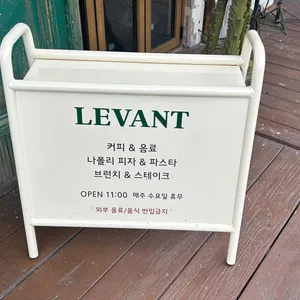 LEVANT
커피 & 음료
나폴리 피자 & 파스타
브런치 & 스테이크
OPEN 11:00 매주 수요일 휴무
' 외부 음료/음식 반입금지 '